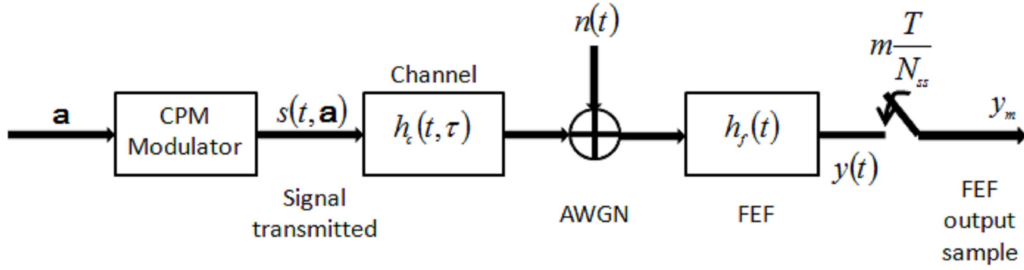 a
CPM
Modulator
s(t, a)
Signal
transmitted
Channel
h_c(t, τ)
n(t)
AWGN
h_f(t)
FEF
y(t)
m T/N_ss
y_m
FEF
output
sample